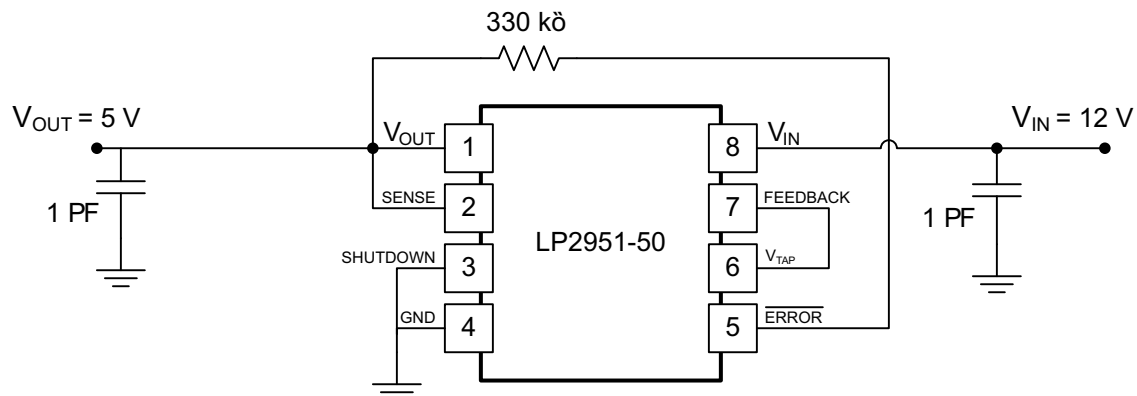 330 kò
V_OUT = 5 V
V_OUT
1
8
V_IN
V_IN = 12 V
1 PF
SENSE
2
7
FEEDBACK
1 PF
LP2951-50
SHUTDOWN
3
6
V_TAP
GND
4
5
ERROR